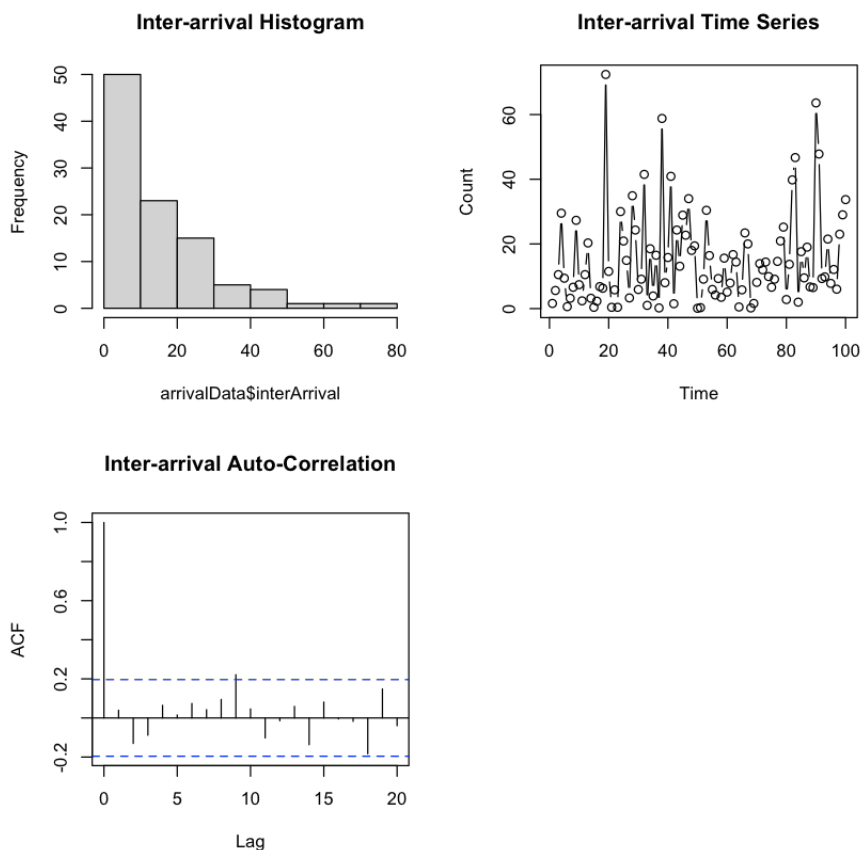 Inter-arrival Histogram
Frequency
0
10
20
30
40
50
0 20 40 60 80
arrivalData$interArrival
Inter-arrival Time Series
Count
0
20
40
60
0 20 40 60 80 100
Time
Inter-arrival Auto-Correlation
ACF
-0.2
0.2
0.6
1.0
0 5 10 15 20
Lag